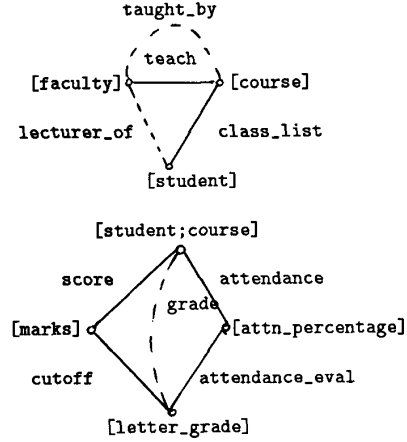 taught_by
teach
[faculty] [course]
lecturer_of class_list
[student]
[student;course]
score attendance
grade
[marks] [attn_percentage]
cutoff attendance_eval
[letter_grade]